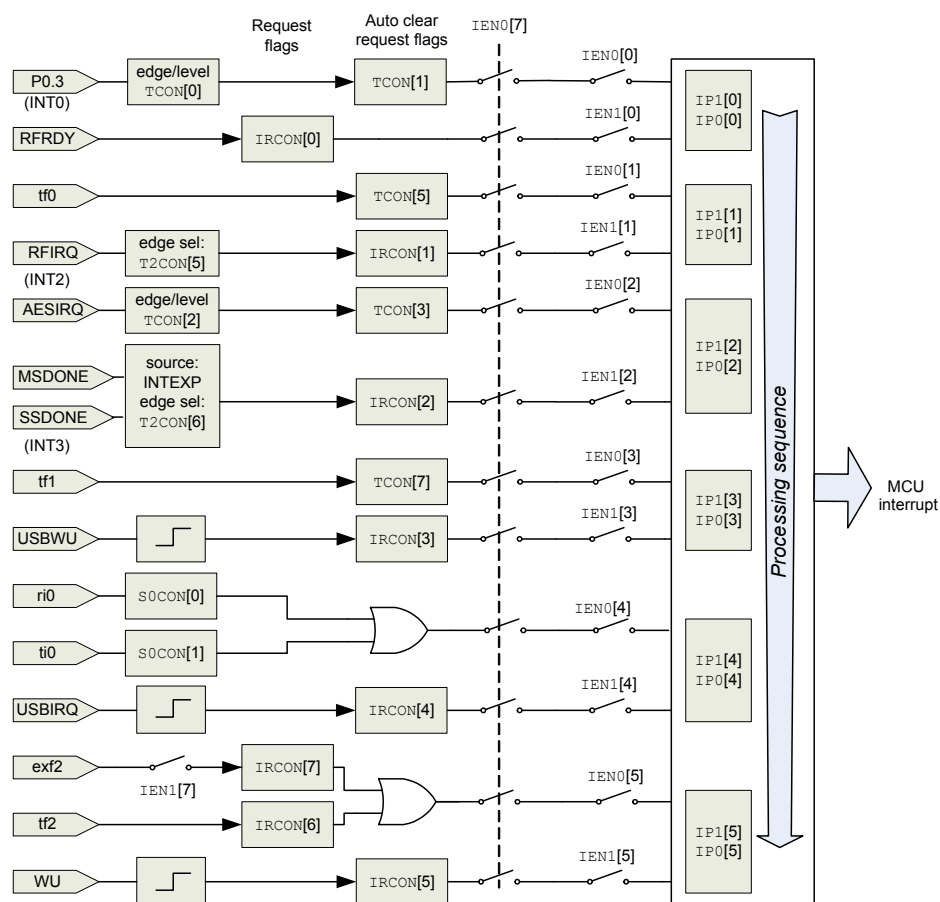 Request
flags
Auto clear
request flags
IEN0[7]
P0.3
(INT0)
edge/level
TCON[0]
TCON[1]
IEN0[0]
IP1[0]
IP0[0]
RFRDY
IRCON[0]
IEN1[0]
tf0
TCON[5]
IEN0[1]
IP1[1]
IP0[1]
RFIRQ
(INT2)
edge sel:
T2CON[5]
IRCON[1]
IEN1[1]
AESIRQ
edge/level
TCON[2]
TCON[3]
IEN0[2]
IP1[2]
IP0[2]
MSDONE
SSDONE
(INT3)
source:
INTEXP
edge sel:
T2CON[6]
IRCON[2]
IEN1[2]
tf1
TCON[7]
IEN0[3]
IP1[3]
IP0[3]
USBWU
IRCON[3]
IEN1[3]
ri0
S0CON[0]
IEN0[4]
ti0
S0CON[1]
IP1[4]
IP0[4]
USBIRQ
IRCON[4]
IEN1[4]
exf2
IEN1[7]
IRCON[7]
IEN0[5]
tf2
IRCON[6]
IP1[5]
IP0[5]
WU
IRCON[5]
IEN1[5]
Processing sequence
MCU
interrupt